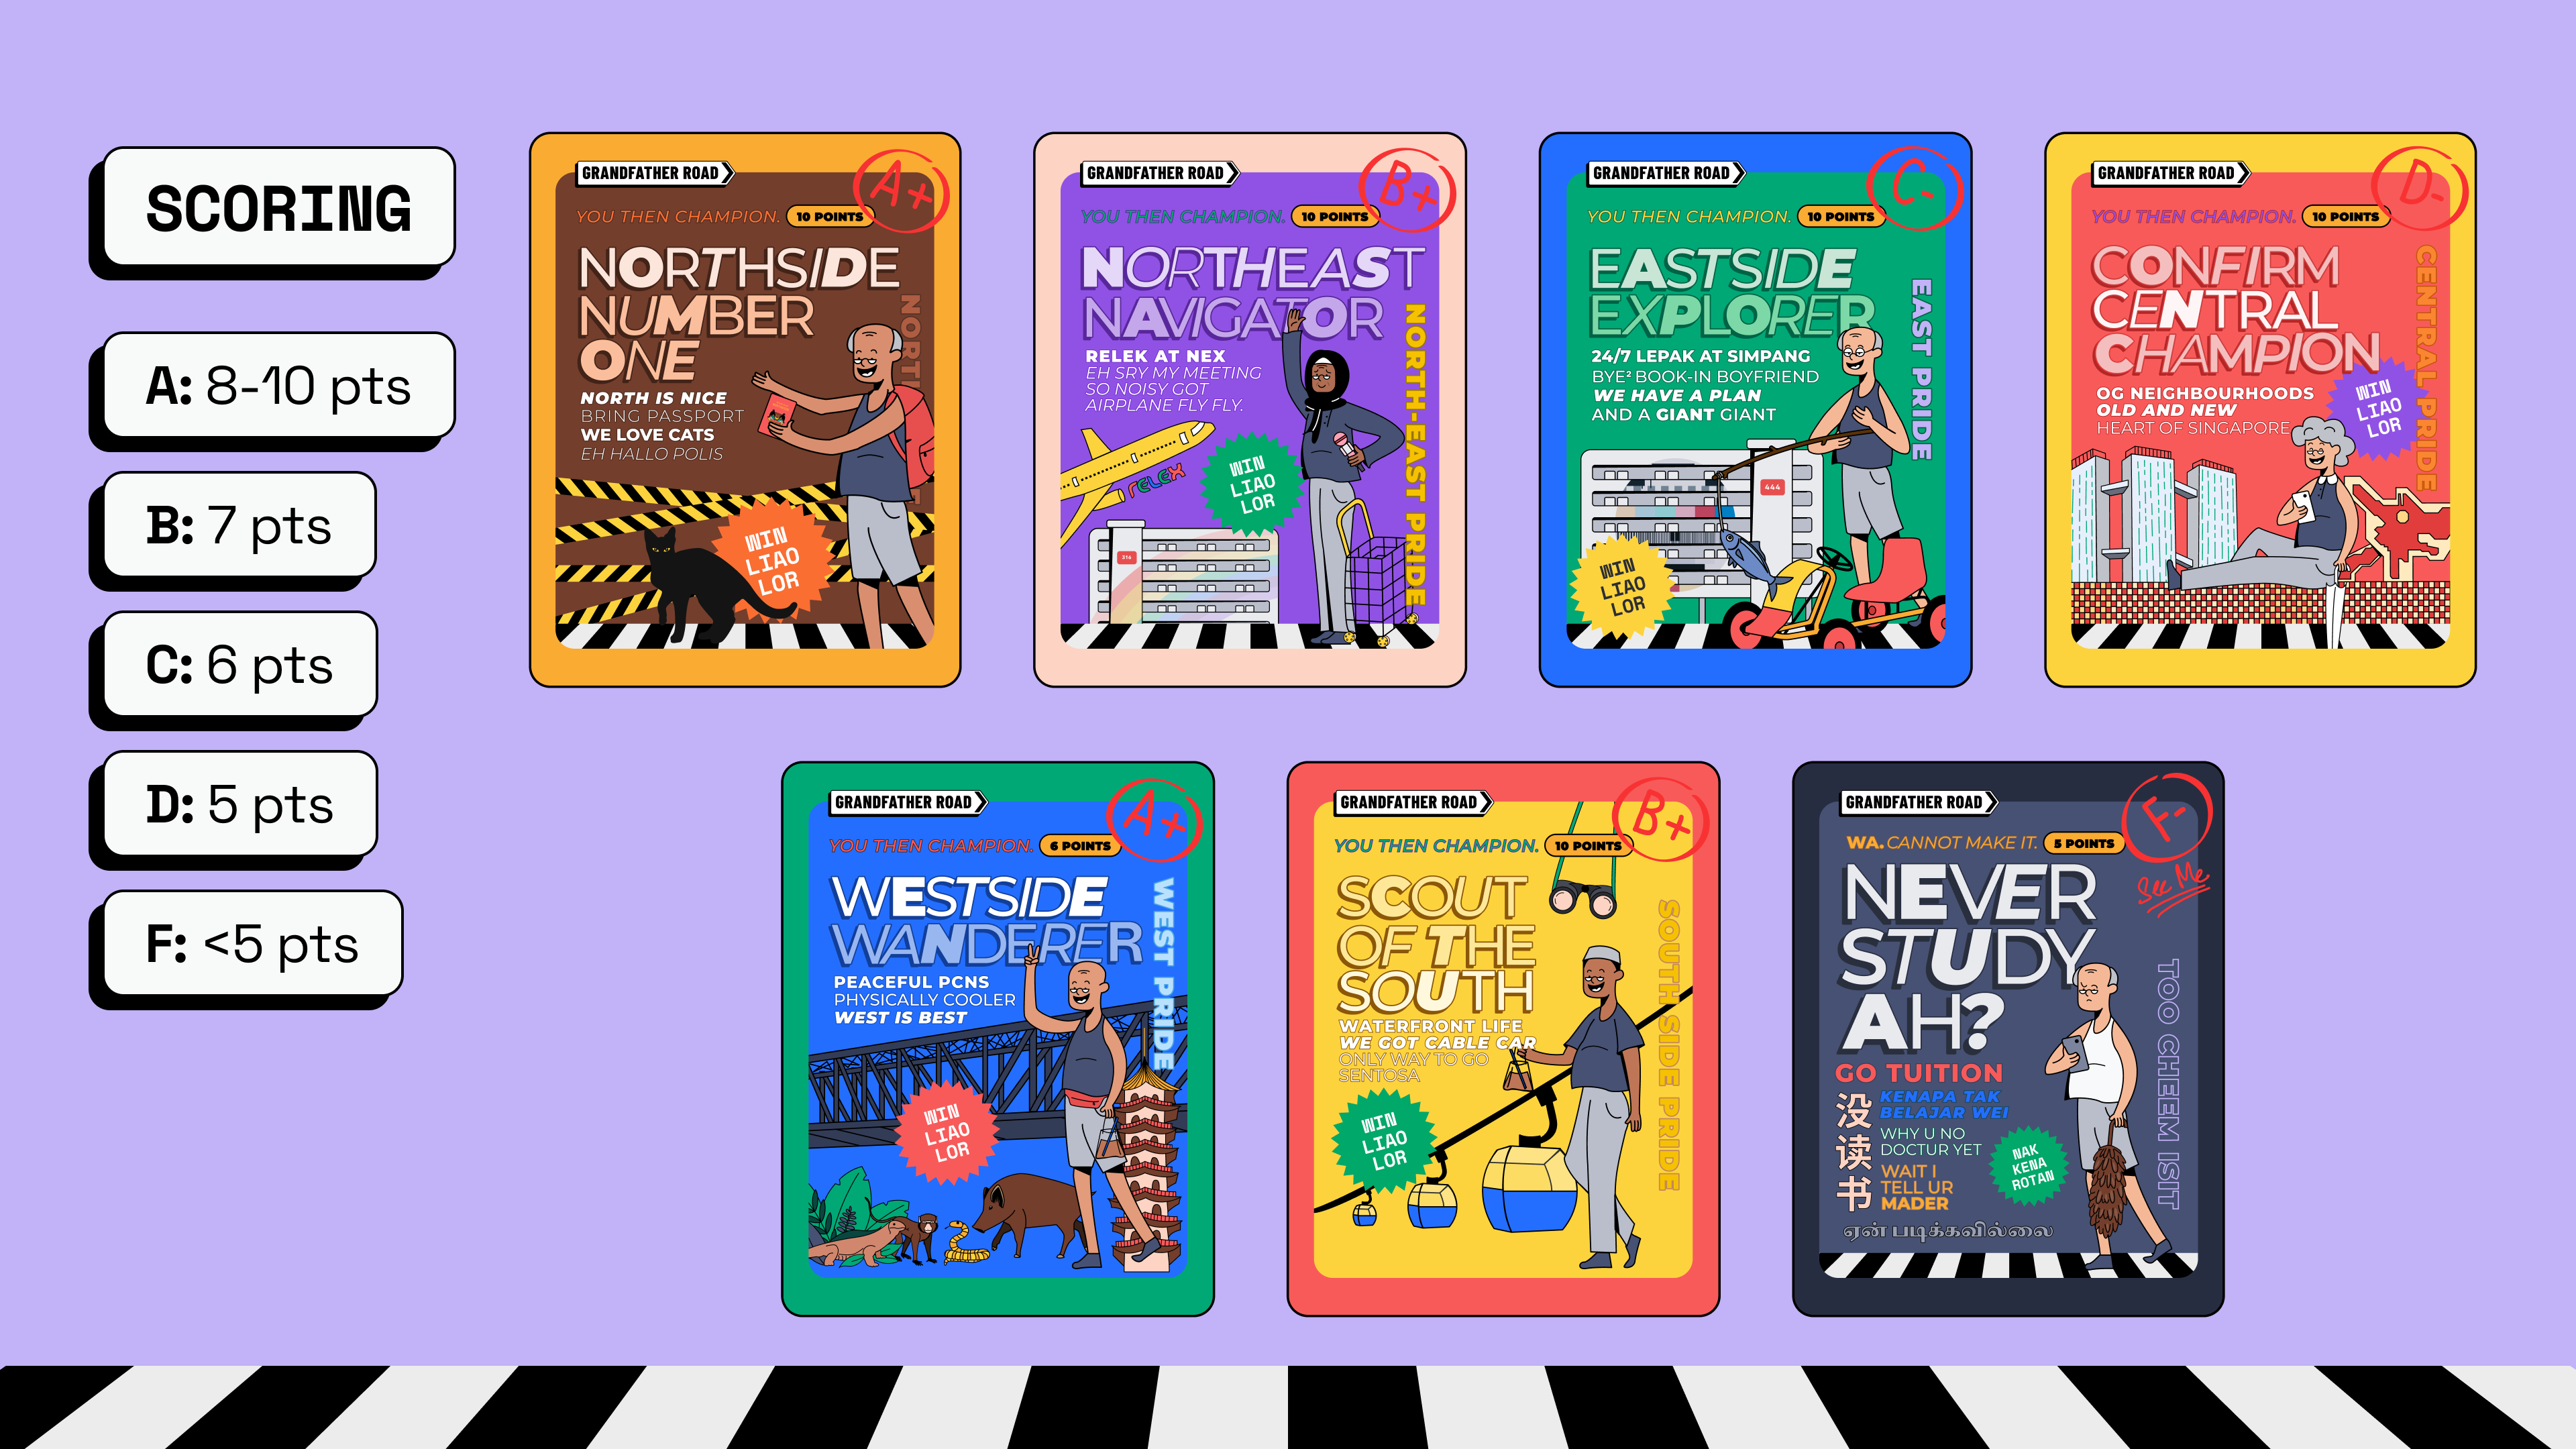 SCORING
A: 8-10 pts
B: 7 pts
C: 6 pts
D: 5 pts
F: <5 pts
GRANDFATHER ROAD
A+
YOU THEN CHAMPION. 10 POINTS
NORTHSIDE
NUMBER
ONE
NORTH IS NICE
BRING PASSPORT
WE LOVE CATS
EH HALLO POLIS
WIN
LIAO
LOR
GRANDFATHER ROAD
B+
YOU THEN CHAMPION. 10 POINTS
NORTHEAST
NAVIGATOR
RELEK AT NEX
EH SRY MY MEETING
SO NOISY GOT
AIRPLANE FLY FLY.
NORTH-EAST PRIDE
RELEX
WIN
LIAO
LOR
316
GRANDFATHER ROAD
C-
YOU THEN CHAMPION. 10 POINTS
EASTSIDE
EXPLORER
24/7 LEPAK AT SIMPANG
BYE² BOOK-IN BOYFRIEND
WE HAVE A PLAN
AND A GIANT GIANT
EAST PRIDE
444
WIN
LIAO
LOR
GRANDFATHER ROAD
D-
YOU THEN CHAMPION. 10 POINTS
CONFIRM
CENTRAL
CHAMPION
OG NEIGHBOURHOODS
OLD AND NEW
HEART OF SINGAPORE
CENTRAL PRIDE
WIN
LIAO
LOR
GRANDFATHER ROAD
A+
YOU THEN CHAMPION. 6 POINTS
WESTSIDE
WANDERER
PEACEFUL PCNS
PHYSICALLY COOLER
WEST IS BEST
WEST PRIDE
WIN
LIAO
LOR
GRANDFATHER ROAD
B+
YOU THEN CHAMPION. 10 POINTS
SCOUT
OF THE
SOUTH
WATERFRONT LIFE
WE GOT CABLE CAR
ONLY WAY TO GO
SENTOSA
SOUTH SIDE PRIDE
WIN
LIAO
LOR
GRANDFATHER ROAD
F-
See Me
WA. CANNOT MAKE IT. 5 POINTS
NEVER
STUDY
AH?
GO TUITION
没读书
KENAPA TAK
BELAJAR WEI
WHY U NO
DOCTUR YET
WAIT I
TELL UR
MADER
ஏன் படிக்கவில்லை
NAK
KENA
ROTAN
TOO CHEEM ISIT